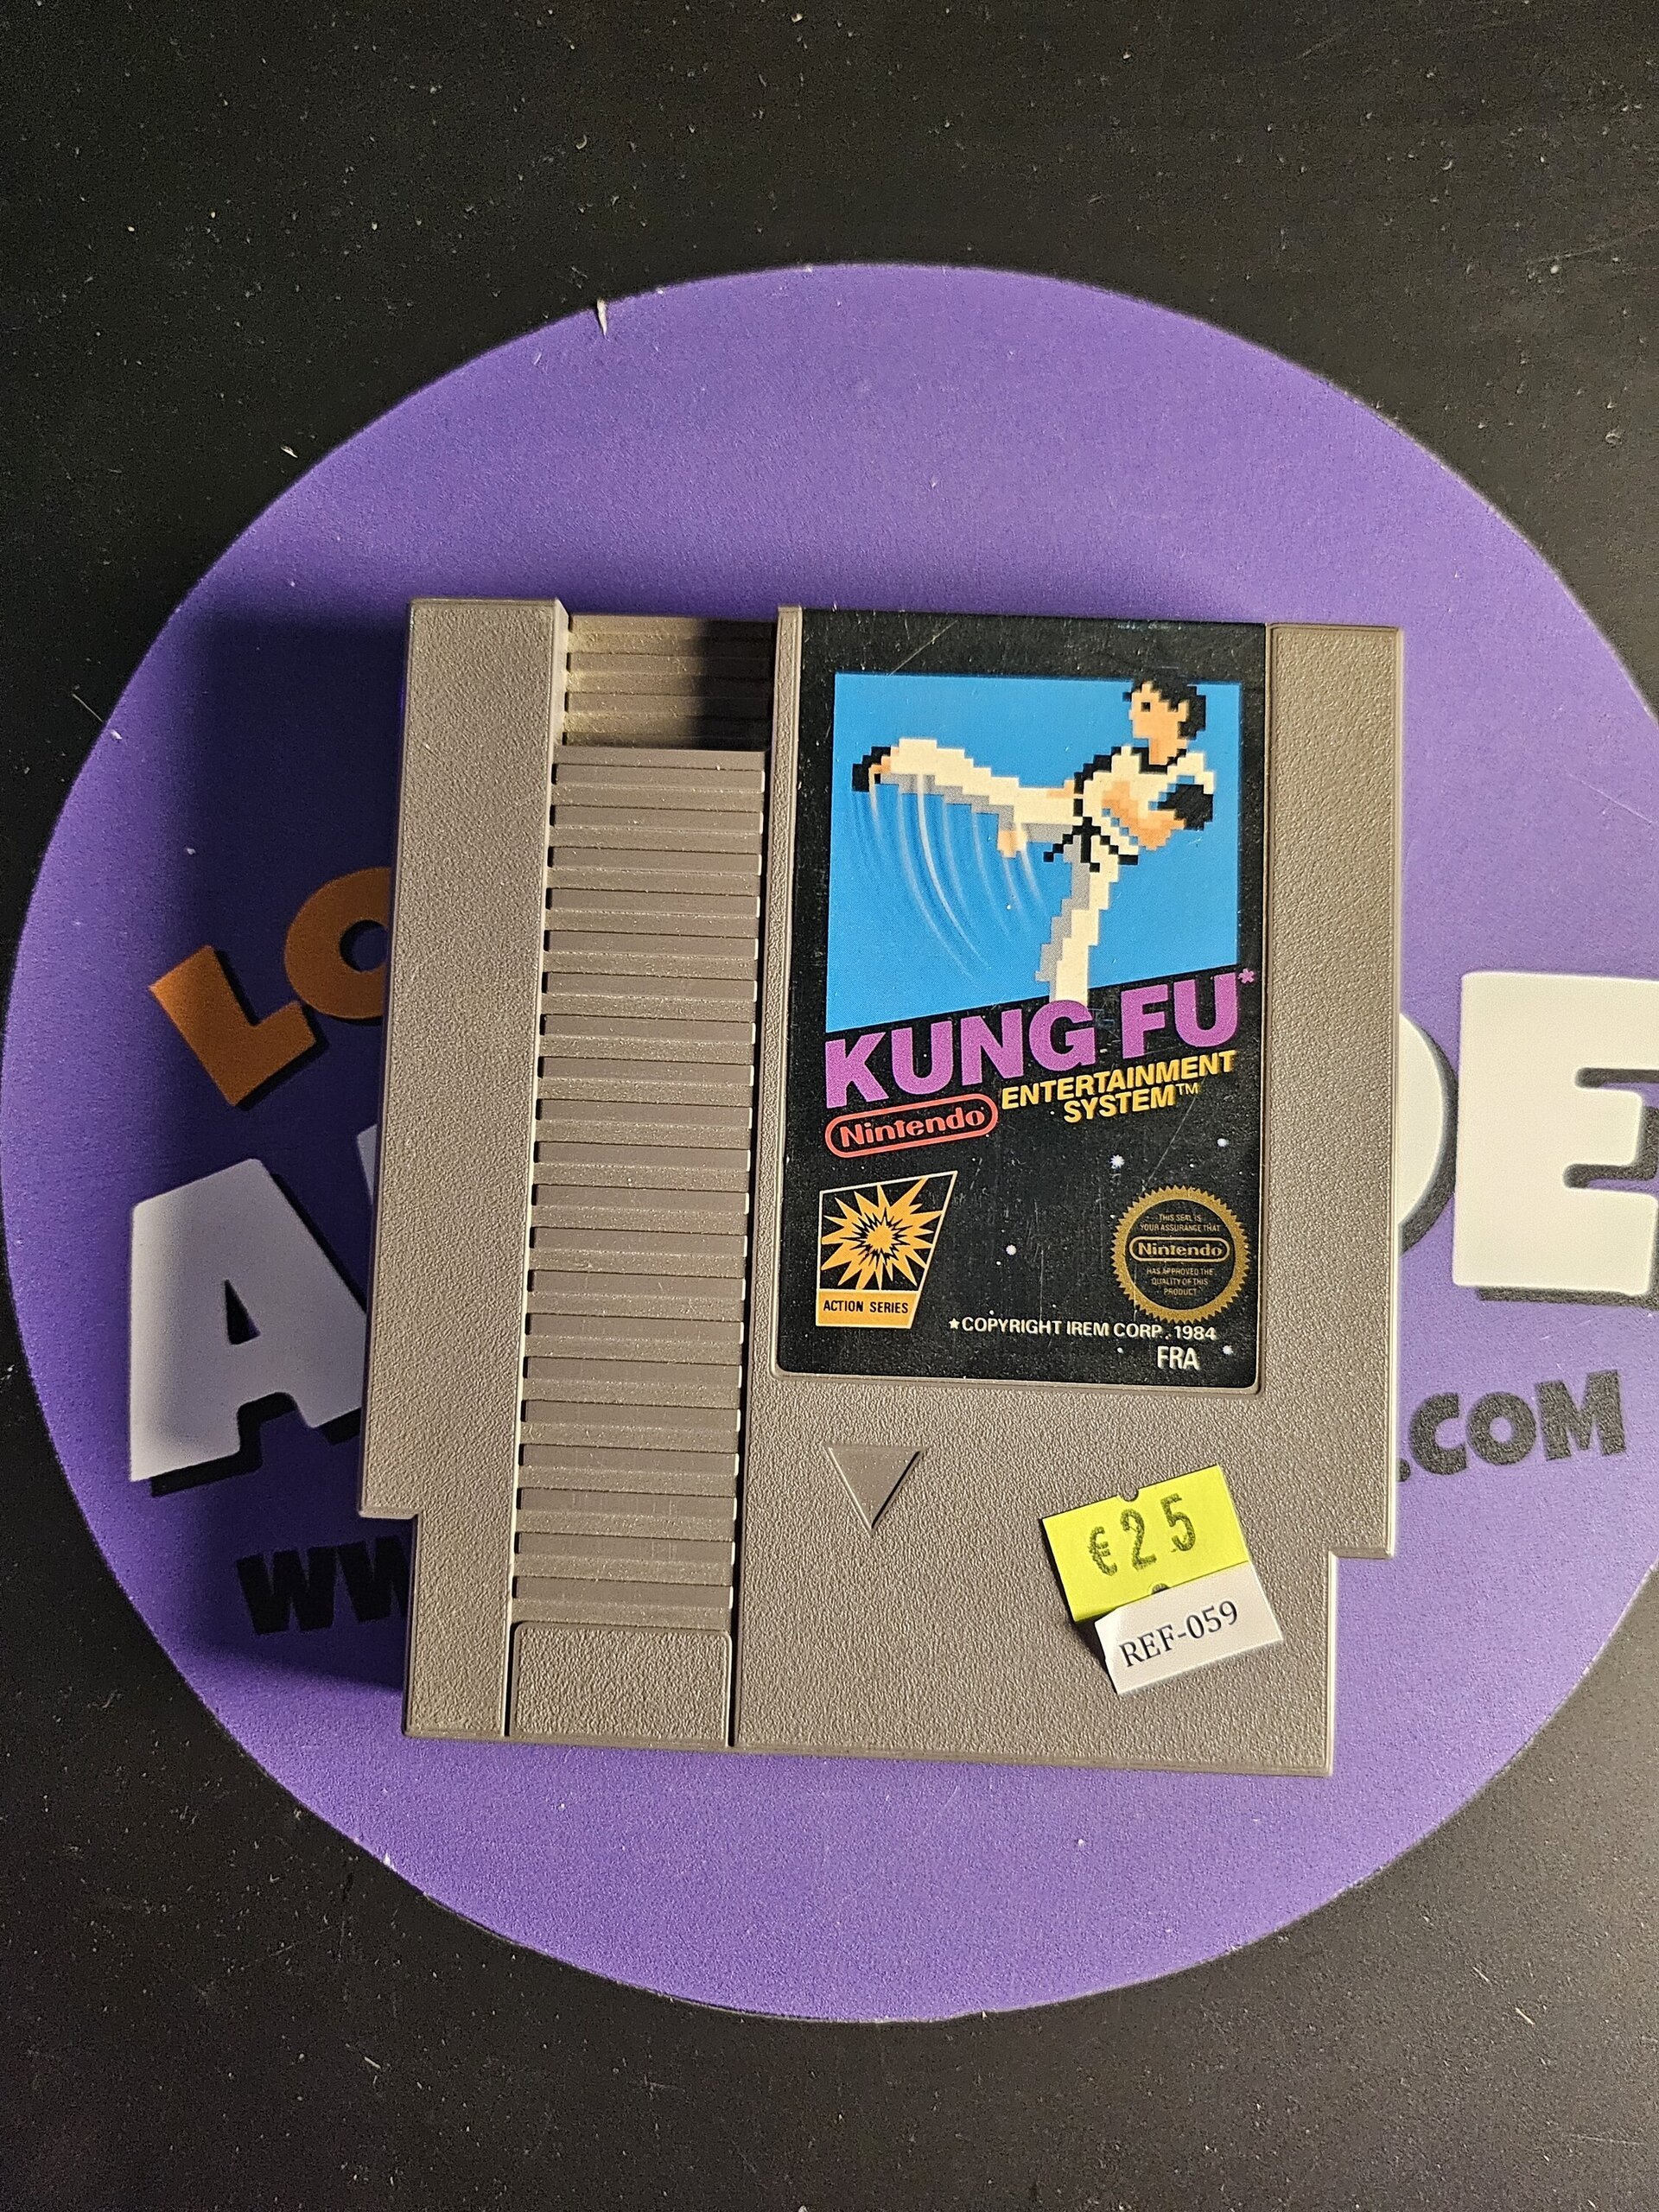 KUNG FU*
ENTERTAINMENT
SYSTEM™
Nintendo
THIS SEAL IS
YOUR ASSURANCE THAT
Nintendo
HAS APPROVED THE
QUALITY OF THIS
PRODUCT
ACTION SERIES
★COPYRIGHT IREM CORP. 1984
FRA
€25
REF-059
.COM